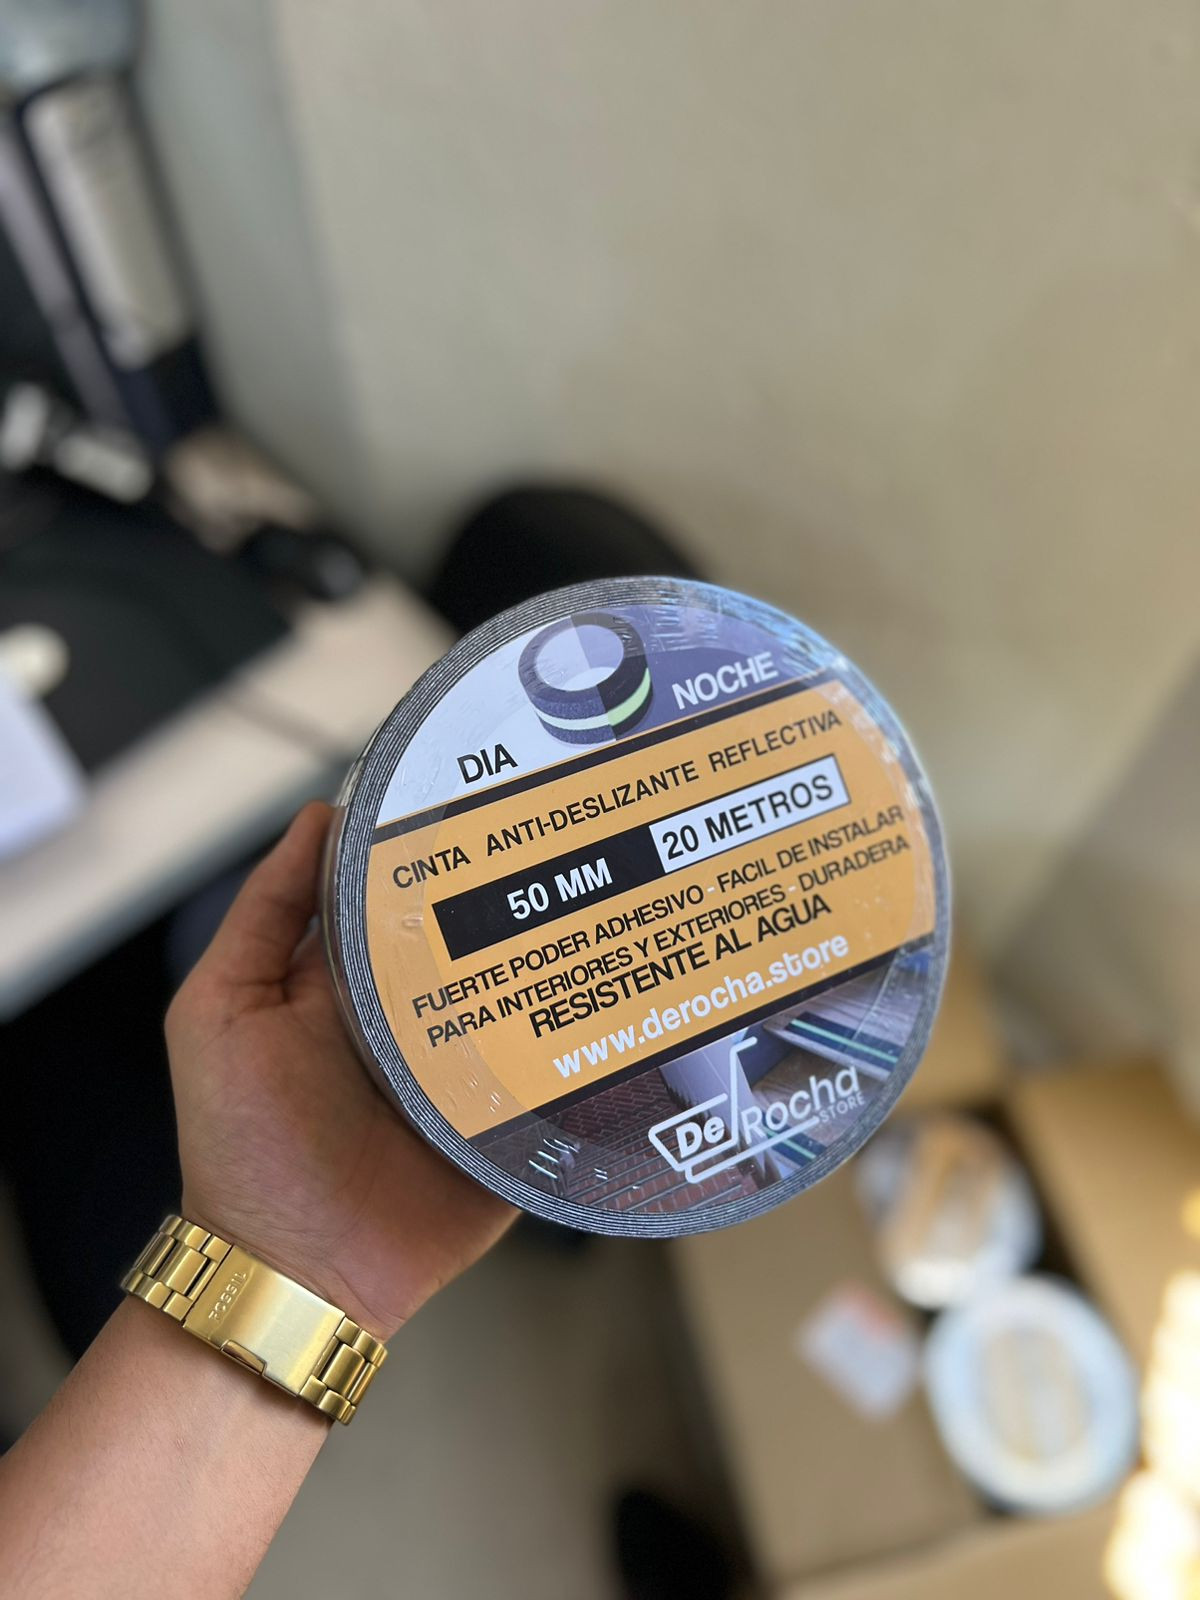 DIA
NOCHE
CINTA ANTI-DESLIZANTE REFLECTIVA
50 MM 20 METROS
FUERTE PODER ADHESIVO - FACIL DE INSTALAR
PARA INTERIORES Y EXTERIORES - DURADERA
RESISTENTE AL AGUA
www.derocha.store
De Rocha
STORE
FOSSIL